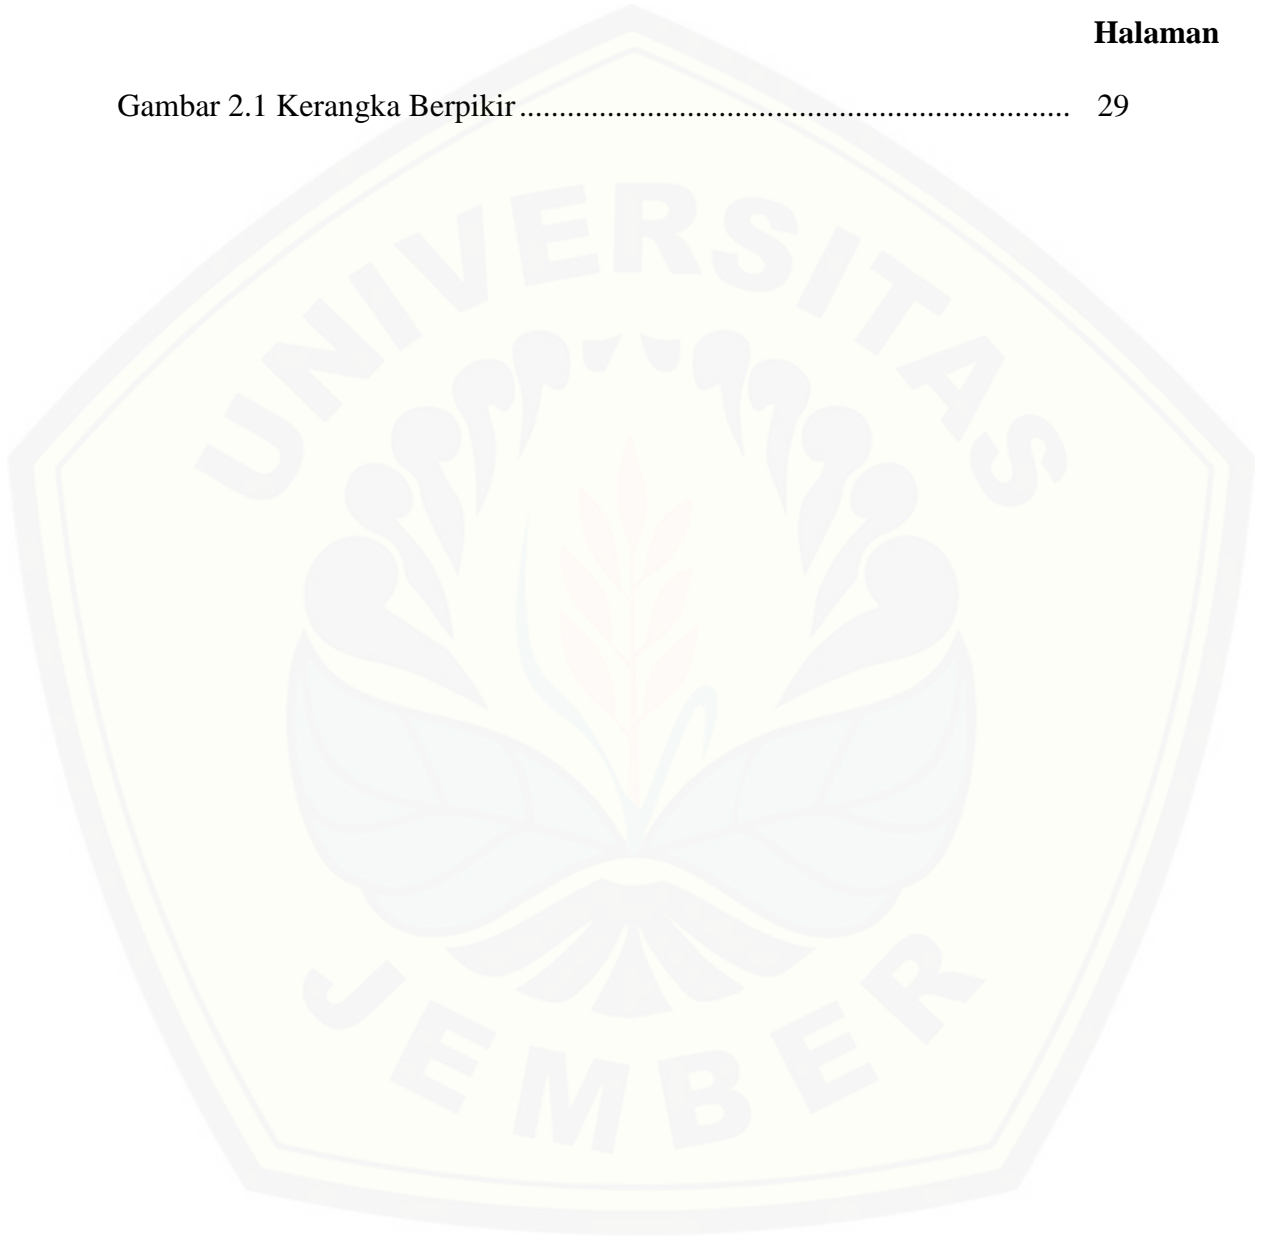 Halaman
Gambar 2.1 Kerangka Berpikir..................................................................... 29
UNIVERSITAS
JEMBER